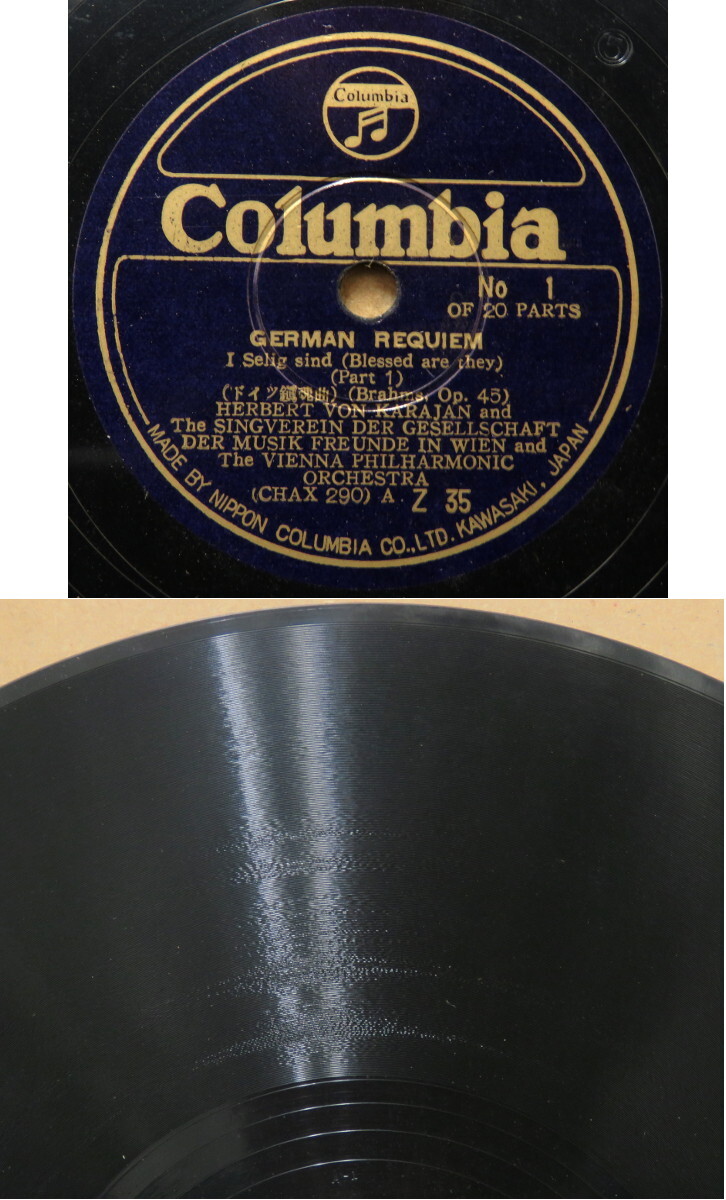 Columbia
Columbia
No 1
OF 20 PARTS
GERMAN REQUIEM
I Selig sind (Blessed are they)
(Part 1)
(ドイツ鎮魂曲) (Brahms, Op. 45)
HERBERT VON KARAJAN and
The SINGVEREIN DER GESELLSCHAFT
DER MUSIK FREUNDE IN WIEN and
The VIENNA PHILHARMONIC
ORCHESTRA
(CHAX 290) A Z 35
MADE BY NIPPON COLUMBIA CO., LTD. KAWASAKI, JAPAN